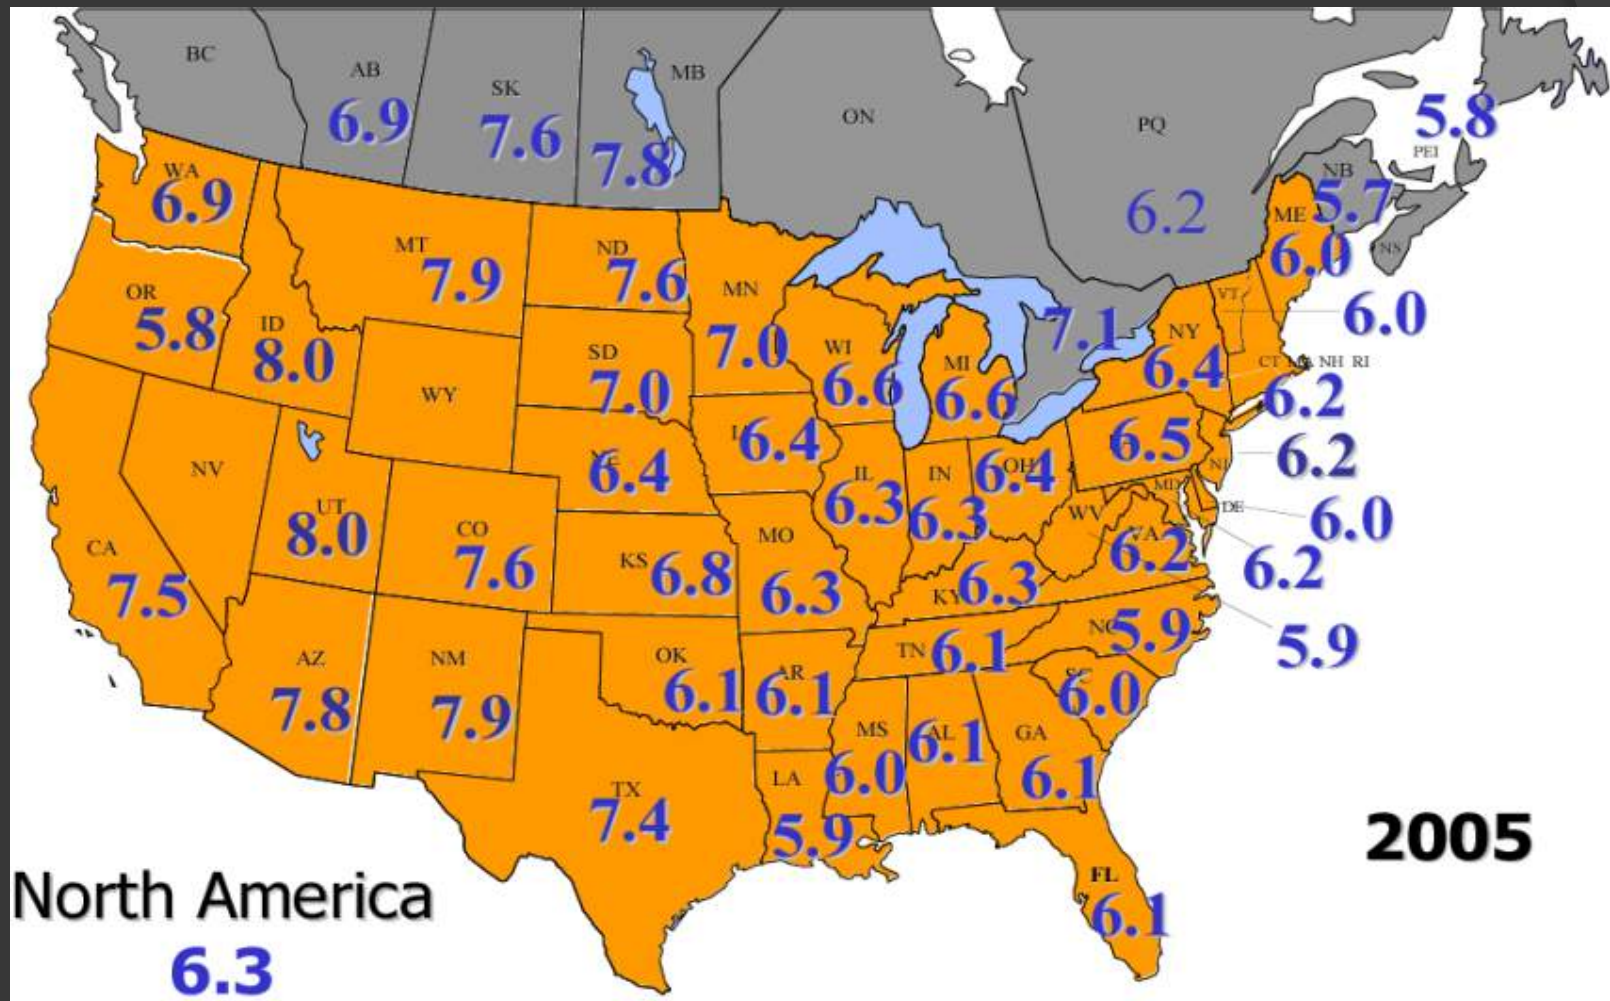 BC
AB
6.9
SK
7.6
MB
7.8
ON
7.1
PQ
6.2
5.8
PEI
NB
5.7
NS
WA
6.9
OR
5.8
ID
8.0
MT
7.9
ND
7.6
MN
7.0
SD
7.0
WY
WI
6.6
MI
6.6
NY
6.4
VT
ME
6.0
6.0
CT MA NH RI
6.2
NV
UT
8.0
CO
7.6
NE
6.4
6.4
IL
6.3
IN
6.3
OH
6.4
PA
6.5
NJ
6.2
MD
DE
6.0
6.2
CA
7.5
KS
6.8
MO
6.3
KY
6.3
WV
VA
6.2
5.9
AZ
7.8
NM
7.9
OK
6.1
AR
6.1
TN
6.1
NC
5.9
SC
6.0
TX
7.4
LA
5.9
MS
6.0
AL
6.1
GA
6.1
FL
6.1
2005
North America
6.3